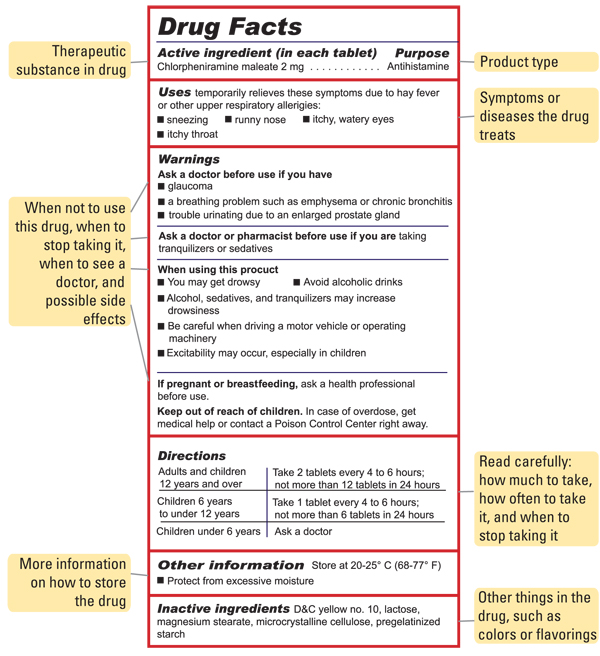 Drug Facts
Active ingredient (in each tablet) Purpose
Chlorpheniramine maleate 2 mg . . . . . . . . . . . . Antihistamine
Therapeutic
substance in drug
Product type
Uses temporarily relieves these symptoms due to hay fever
or other upper respiratory allerigies:
■ sneezing ■ runny nose ■ itchy, watery eyes
■ itchy throat
Symptoms or
diseases the drug
treats
Warnings
Ask a doctor before use if you have
■ glaucoma
■ a breathing problem such as emphysema or chronic bronchitis
■ trouble urinating due to an enlarged prostate gland
Ask a doctor or pharmacist before use if you are taking
tranquilizers or sedatives
When using this procuct
■ You may get drowsy ■ Avoid alcoholic drinks
■ Alcohol, sedatives, and tranquilizers may increase
drowsiness
■ Be careful when driving a motor vehicle or operating
machinery
■ Excitability may occur, especially in children
If pregnant or breastfeeding, ask a health professional
before use.
Keep out of reach of children. In case of overdose, get
medical help or contact a Poison Control Center right away.
When not to use
this drug, when to
stop taking it,
when to see a
doctor, and
possible side
effects
Directions
Adults and children
12 years and over
Take 2 tablets every 4 to 6 hours;
not more than 12 tablets in 24 hours
Children 6 years
to under 12 years
Take 1 tablet every 4 to 6 hours;
not more than 6 tablets in 24 hours
Children under 6 years Ask a doctor
Read carefully:
how much to take,
how often to take
it, and when to
stop taking it
Other information Store at 20-25° C (68-77° F)
■ Protect from excessive moisture
More information
on how to store
the drug
Inactive ingredients D&C yellow no. 10, lactose,
magnesium stearate, microcrystalline cellulose, pregelatinized
starch
Other things in the
drug, such as
colors or flavorings